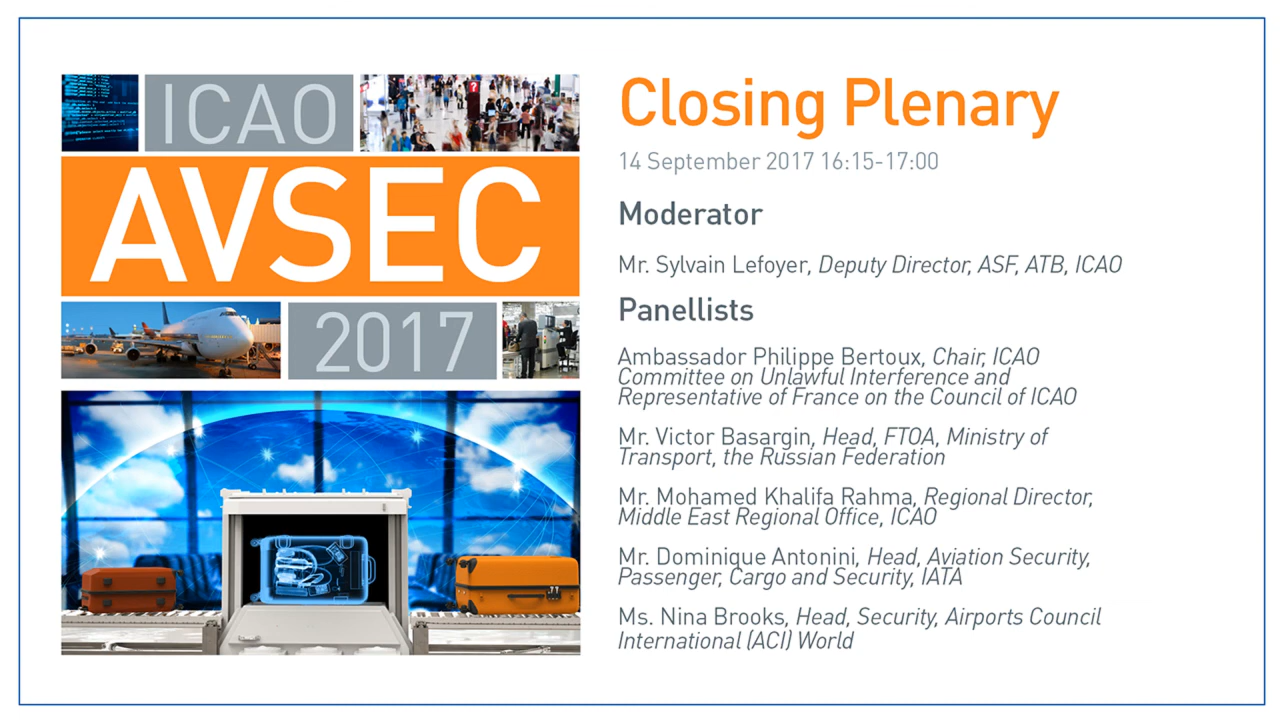 ICAO
AVSEC
2017
Closing Plenary
14 September 2017 16:15-17:00
Moderator
Mr. Sylvain Lefoyer, Deputy Director, ASF, ATB, ICAO
Panellists
Ambassador Philippe Bertoux, Chair, ICAO
Committee on Unlawful Interference and
Representative of France on the Council of ICAO
Mr. Victor Basargin, Head, FTOA, Ministry of
Transport, the Russian Federation
Mr. Mohamed Khalifa Rahma, Regional Director,
Middle East Regional Office, ICAO
Mr. Dominique Antonini, Head, Aviation Security,
Passenger, Cargo and Security, IATA
Ms. Nina Brooks, Head, Security, Airports Council
International (ACI) World